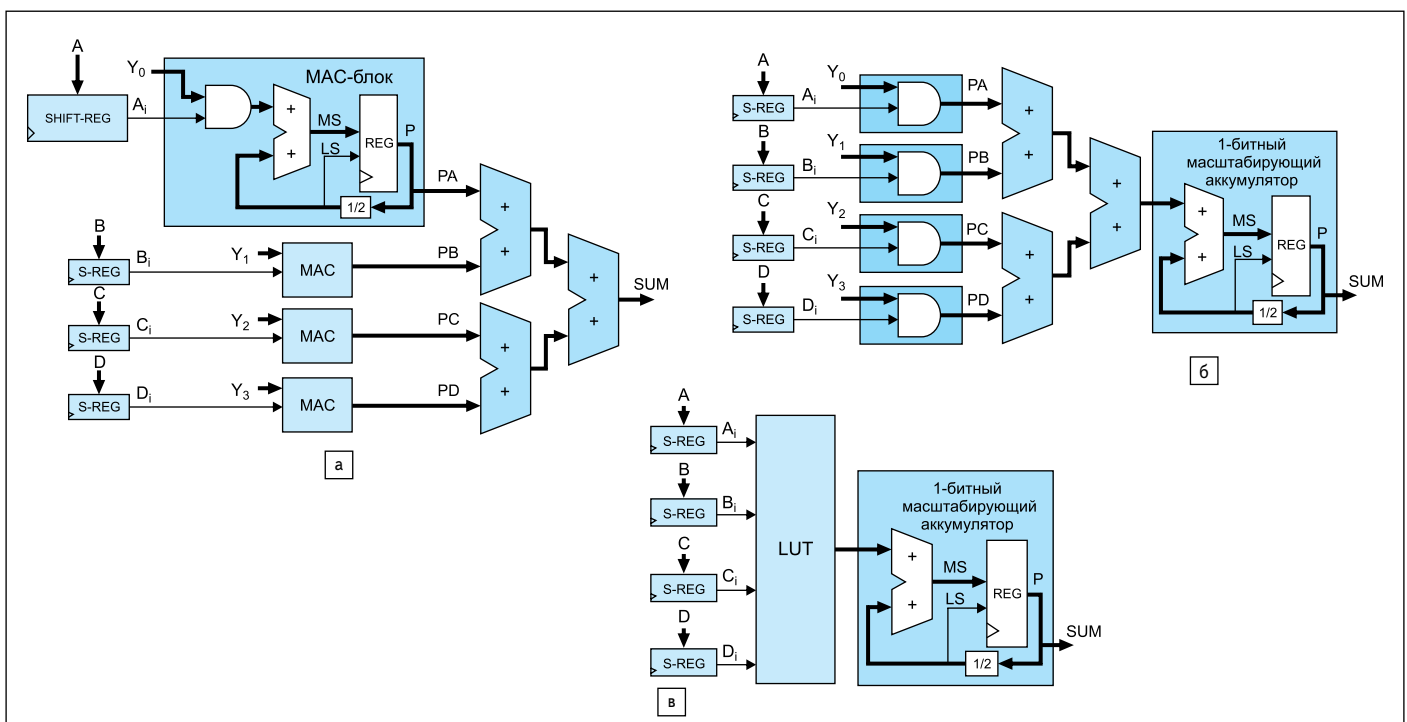 A
Y0
MAC-блок
SHIFT-REG
Ai
+
+
MS
LS
REG
P
1/2
PA
B
S-REG
Bi
Y1
MAC
PB
C
S-REG
Ci
Y2
MAC
PC
D
S-REG
Di
Y3
MAC
PD
+
+
+
+
+
+
SUM
а
A
S-REG
Ai
Y0
PA
B
S-REG
Bi
Y1
PB
C
S-REG
Ci
Y2
PC
D
S-REG
Di
Y3
PD
+
+
+
+
+
+
1-битный
масштабирующий
аккумулятор
+
+
MS
LS
REG
P
1/2
SUM
б
A
S-REG
Ai
B
S-REG
Bi
C
S-REG
Ci
D
S-REG
Di
LUT
1-битный
масштабирующий
аккумулятор
+
+
MS
LS
REG
P
1/2
SUM
в